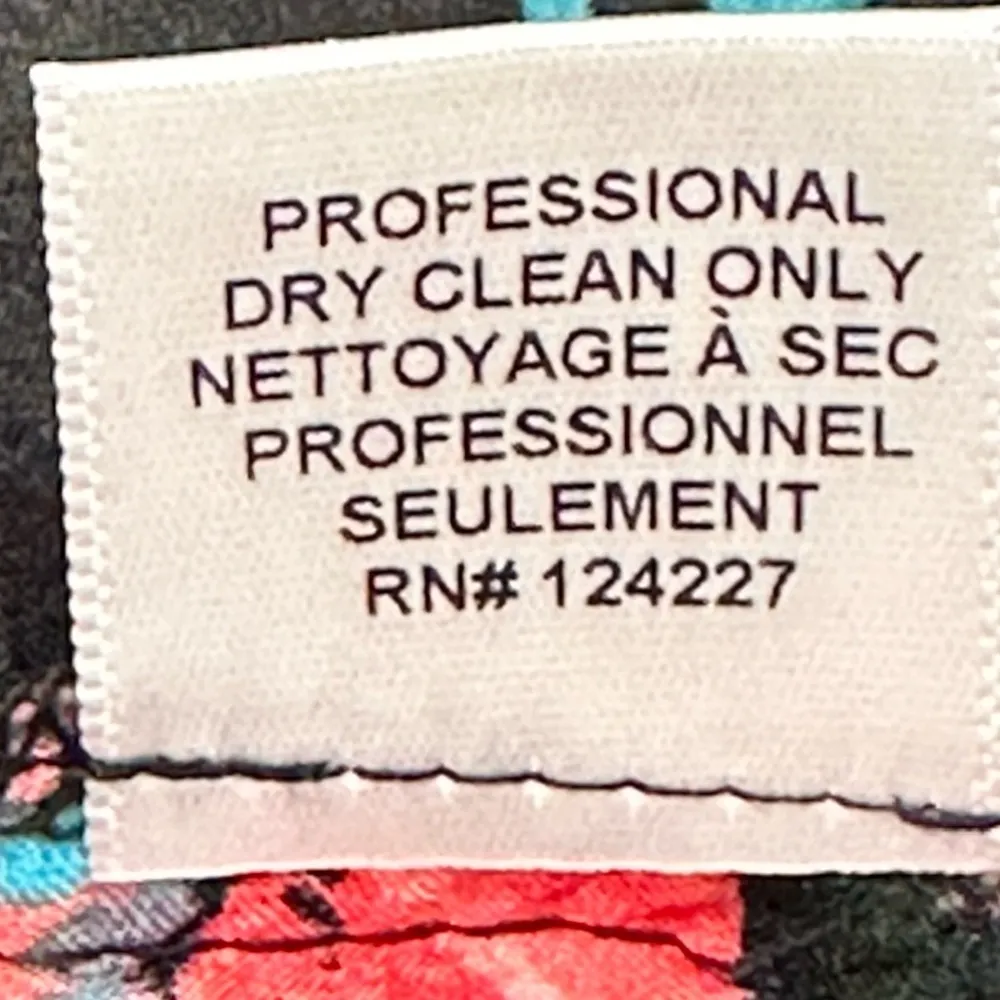 PROFESSIONAL
DRY CLEAN ONLY
NETTOYAGE À SEC
PROFESSIONNEL
SEULEMENT
RN# 124227